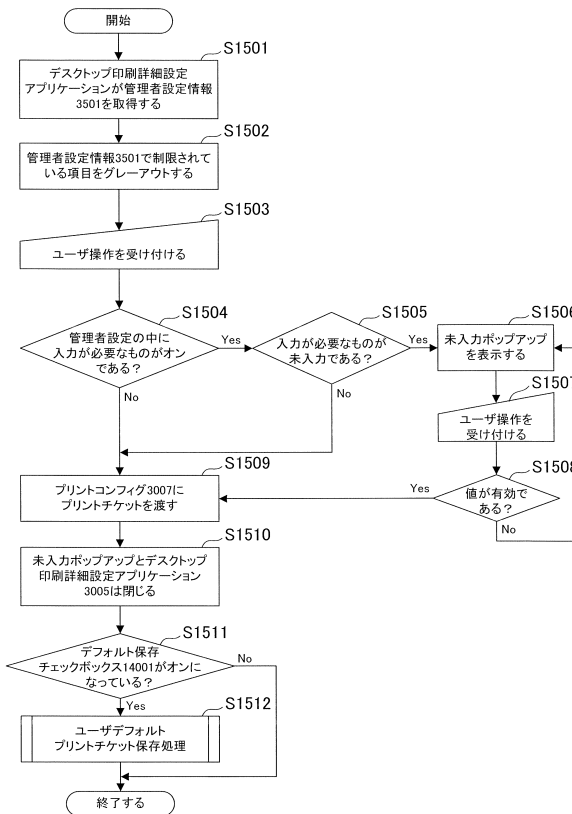 開始
S1501
デスクトップ印刷詳細設定
アプリケーションが管理者設定情報
3501を取得する
S1502
管理者設定情報3501で制限されて
いる項目をグレーアウトする
S1503
ユーザ操作を受け付ける
S1504
管理者設定の中に
入力が必要なものがオン
である？
Yes
No
S1505
入力が必要なものが
未入力である？
Yes
No
S1506
未入力ポップアップ
を表示する
S1507
ユーザ操作を
受け付ける
S1508
値が有効で
ある？
Yes
No
S1509
プリントコンフィグ3007に
プリントチケットを渡す
S1510
未入力ポップアップとデスクトップ
印刷詳細設定アプリケーション
3005は閉じる
S1511
デフォルト保存
チェックボックス14001がオンに
なっている？
No
Yes
S1512
ユーザデフォルト
プリントチケット保存処理
終了する